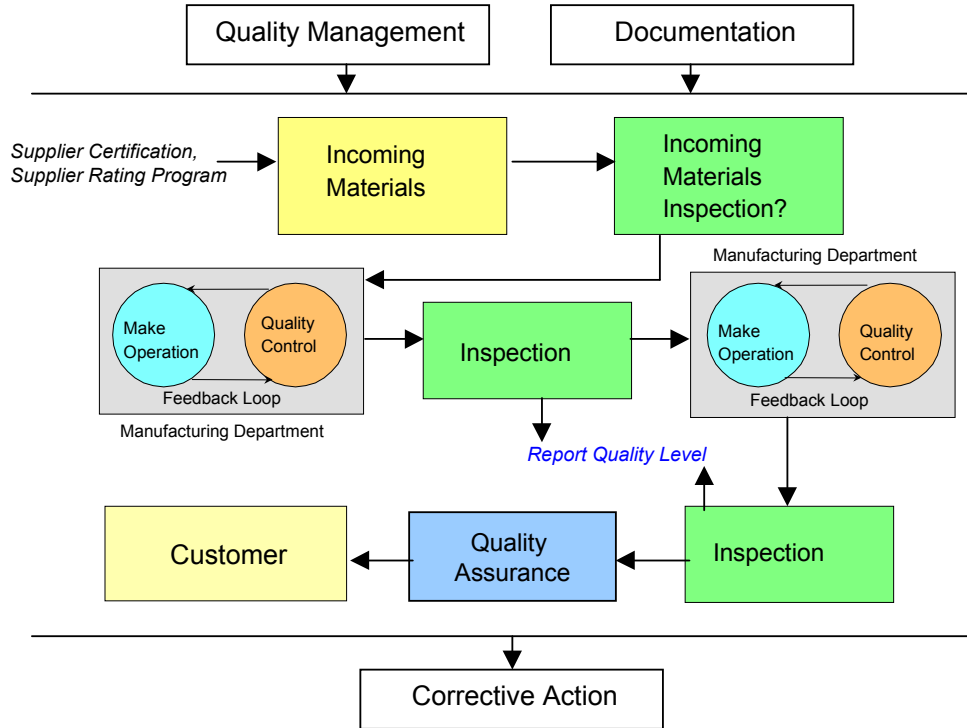 Quality Management
Documentation
Supplier Certification,
Supplier Rating Program
Incoming
Materials
Incoming
Materials
Inspection?
Manufacturing Department
Make
Operation
Quality
Control
Feedback Loop
Manufacturing Department
Inspection
Make
Operation
Quality
Control
Feedback Loop
Report Quality Level
Customer
Quality
Assurance
Inspection
Corrective Action